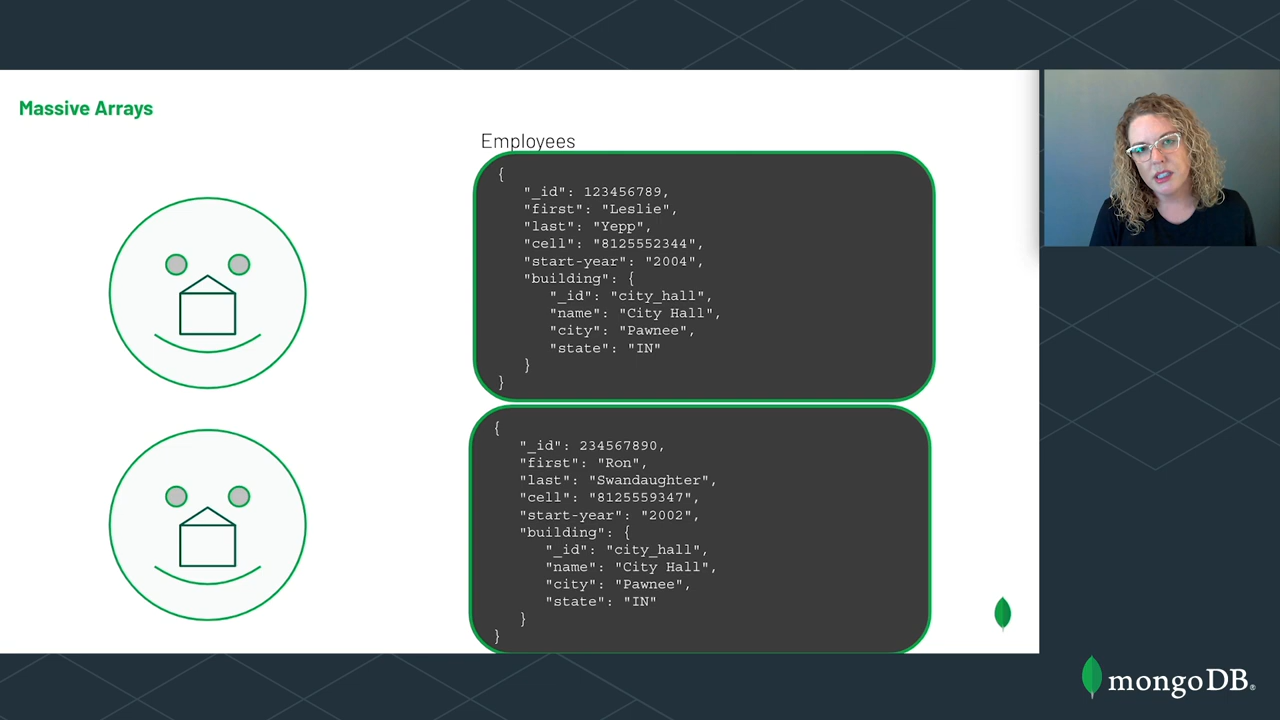 Massive Arrays
Employees
{
"_id": 123456789,
"first": "Leslie",
"last": "Yepp",
"cell": "8125552344",
"start-year": "2004",
"building": {
"_id": "city_hall",
"name": "City Hall",
"city": "Pawnee",
"state": "IN"
}
}
{
"_id": 234567890,
"first": "Ron",
"last": "Swandaughter",
"cell": "8125559347",
"start-year": "2002",
"building": {
"_id": "city_hall",
"name": "City Hall",
"city": "Pawnee",
"state": "IN"
}
}
mongoDB®